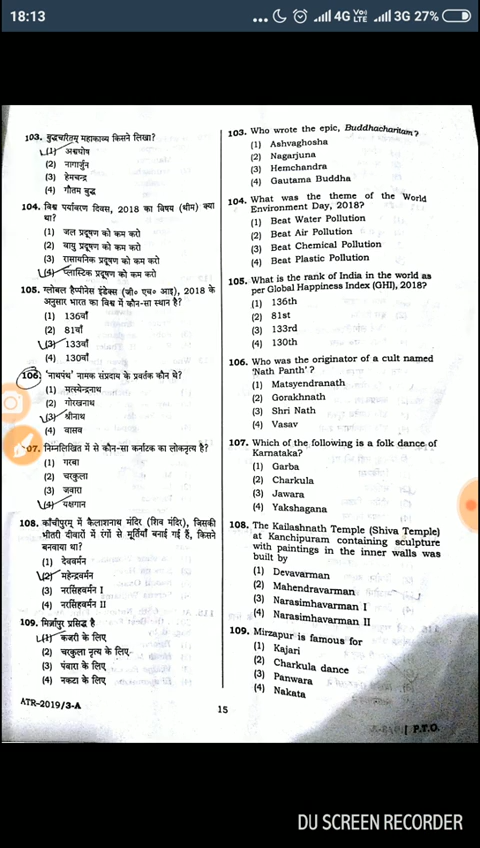 18:13
... 4G VoI) LTE 3G 27%
103. बुद्धचरितम् महाकाव्य किसने लिखा?
(1) अश्वघोष
(2) नागार्जुन
(3) हेमचन्द्र
(4) गौतम बुद्ध
104. विश्व पर्यावरण दिवस, 2018 का विषय (थीम) क्या
था?
(1) जल प्रदूषण को कम करो
(2) वायु प्रदूषण को कम करो
(3) रासायनिक प्रदूषण को कम करो
(4) प्लास्टिक प्रदूषण को कम करो
105. ग्लोबल हैप्पीनेस इंडेक्स (जी० एच० आइ), 2018 के
अनुसार भारत का विश्व में कौन-सा स्थान है?
(1) 136वाँ
(2) 81वाँ
(3) 133वाँ
(4) 130वाँ
106. 'नाथपंथ' नामक संप्रदाय के प्रवर्तक कौन थे?
(1) मत्स्येन्द्रनाथ
(2) गोरखनाथ
(3) श्रीनाथ
(4) वासव
07. निम्नलिखित में से कौन-सा कर्नाटक का लोकनृत्य है?
(1) गरबा
(2) चरकुला
(3) जवारा
(4) यक्षगान
108. काँचीपुरम् में कैलाशनाथ मंदिर (शिव मंदिर), जिसकी
भीतरी दीवारों में रंगों से मूर्तियाँ बनाई गई हैं, किसने
बनवाया था?
(1) देववर्मन
(2) महेन्द्रवर्मन
(3) नरसिंहवर्मन I
(4) नरसिंहवर्मन II
109. मिर्ज़ापुर प्रसिद्ध है
(1) कजरी के लिए
(2) चरकुला नृत्य के लिए
(3) पंवारा के लिए
(4) नकटा के लिए
ATR-2019/3-A
103. Who wrote the epic, Buddhacharitam?
(1) Ashvaghosha
(2) Nagarjuna
(3) Hemchandra
(4) Gautama Buddha
104. What was the theme of the World
Environment Day, 2018?
(1) Beat Water Pollution
(2) Beat Air Pollution
(3) Beat Chemical Pollution
(4) Beat Plastic Pollution
105. What is the rank of India in the world as
per Global Happiness Index (GHI), 2018?
(1) 136th
(2) 81st
(3) 133rd
(4) 130th
106. Who was the originator of a cult named
'Nath Panth'?
(1) Matsyendranath
(2) Gorakhnath
(3) Shri Nath
(4) Vasav
107. Which of the following is a folk dance of
Karnataka?
(1) Garba
(2) Charkula
(3) Jawara
(4) Yakshagana
108. The Kailashnath Temple (Shiva Temple)
at Kanchipuram containing sculpture
with paintings in the inner walls was
built by
(1) Devavarman
(2) Mahendravarman
(3) Narasimhavarman I
(4) Narasimhavarman II
109. Mirzapur is famous for
(1) Kajari
(2) Charkula dance
(3) Panwara
(4) Nakata
15
[ P.T.O.
DU SCREEN RECORDER